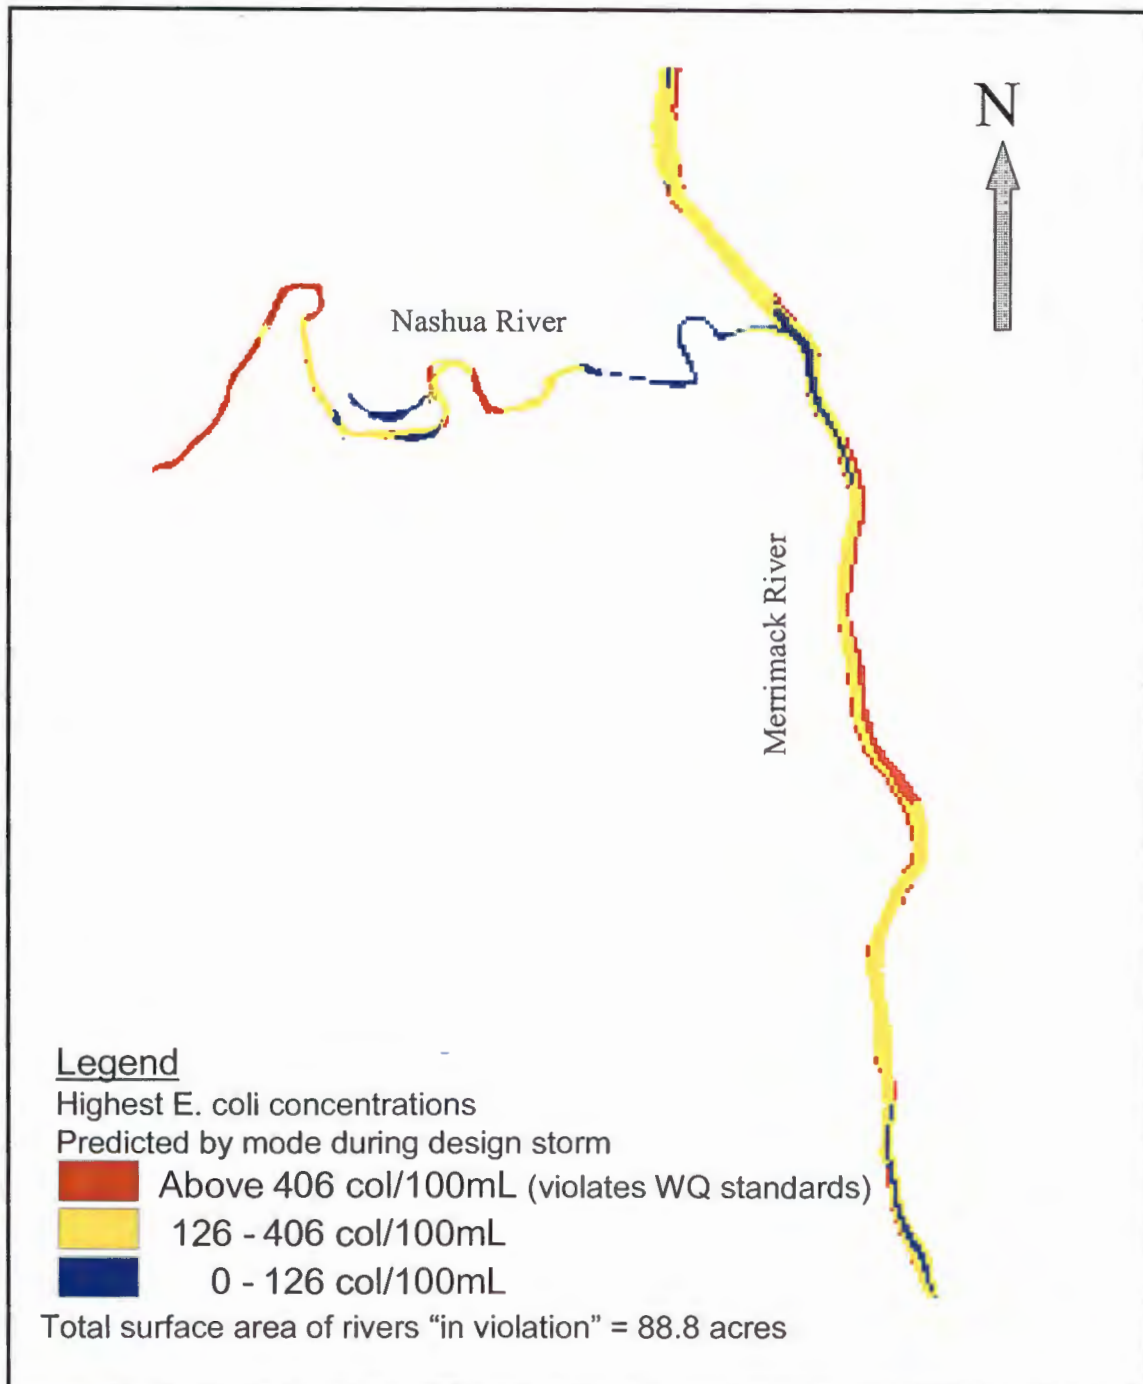 N
Nashua River
Merrimack River
Legend
Highest E. coli concentrations
Predicted by mode during design storm
Above 406 col/100mL (violates WQ standards)
126 - 406 col/100mL
0 - 126 col/100mL
Total surface area of rivers “in violation” = 88.8 acres